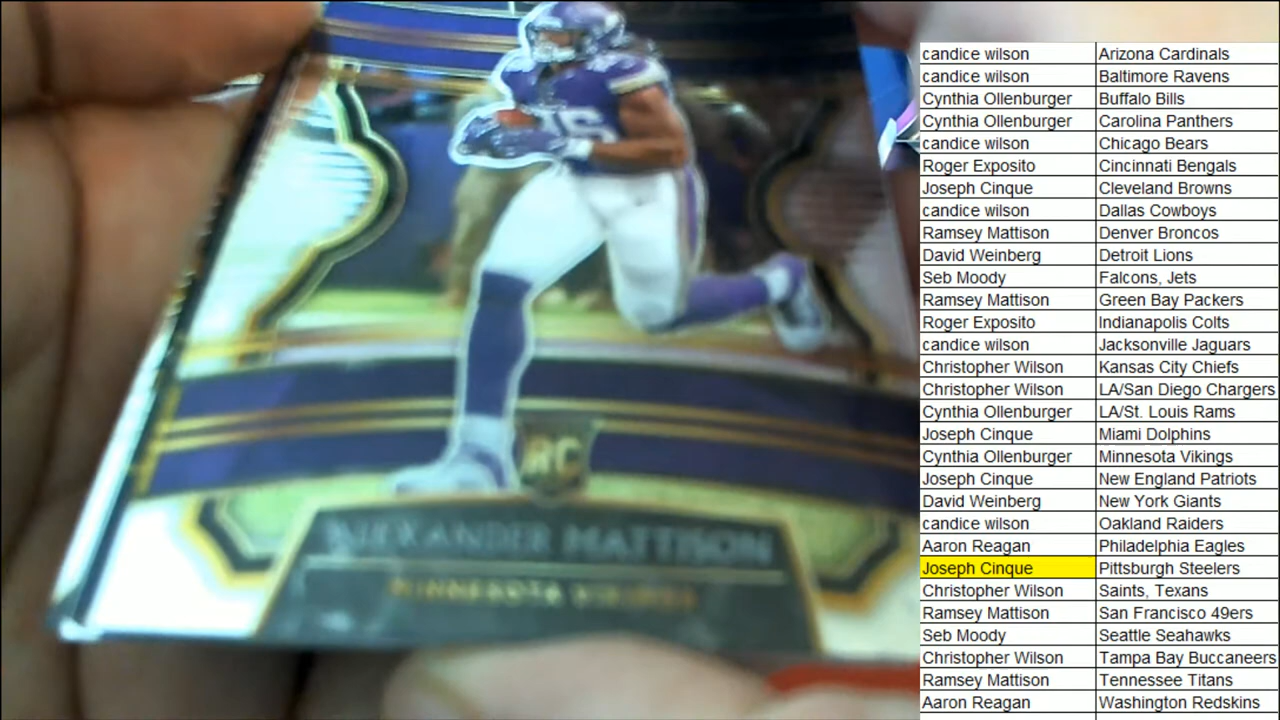 RC
ALEXANDER MATTISON
MINNESOTA VIKINGS
candice wilson Arizona Cardinals
candice wilson Baltimore Ravens
Cynthia Ollenburger Buffalo Bills
Cynthia Ollenburger Carolina Panthers
candice wilson Chicago Bears
Roger Exposito Cincinnati Bengals
Joseph Cinque Cleveland Browns
candice wilson Dallas Cowboys
Ramsey Mattison Denver Broncos
David Weinberg Detroit Lions
Seb Moody Falcons, Jets
Ramsey Mattison Green Bay Packers
Roger Exposito Indianapolis Colts
candice wilson Jacksonville Jaguars
Christopher Wilson Kansas City Chiefs
Christopher Wilson LA/San Diego Chargers
Cynthia Ollenburger LA/St. Louis Rams
Joseph Cinque Miami Dolphins
Cynthia Ollenburger Minnesota Vikings
Joseph Cinque New England Patriots
David Weinberg New York Giants
candice wilson Oakland Raiders
Aaron Reagan Philadelphia Eagles
Joseph Cinque Pittsburgh Steelers
Christopher Wilson Saints, Texans
Ramsey Mattison San Francisco 49ers
Seb Moody Seattle Seahawks
Christopher Wilson Tampa Bay Buccaneers
Ramsey Mattison Tennessee Titans
Aaron Reagan Washington Redskins